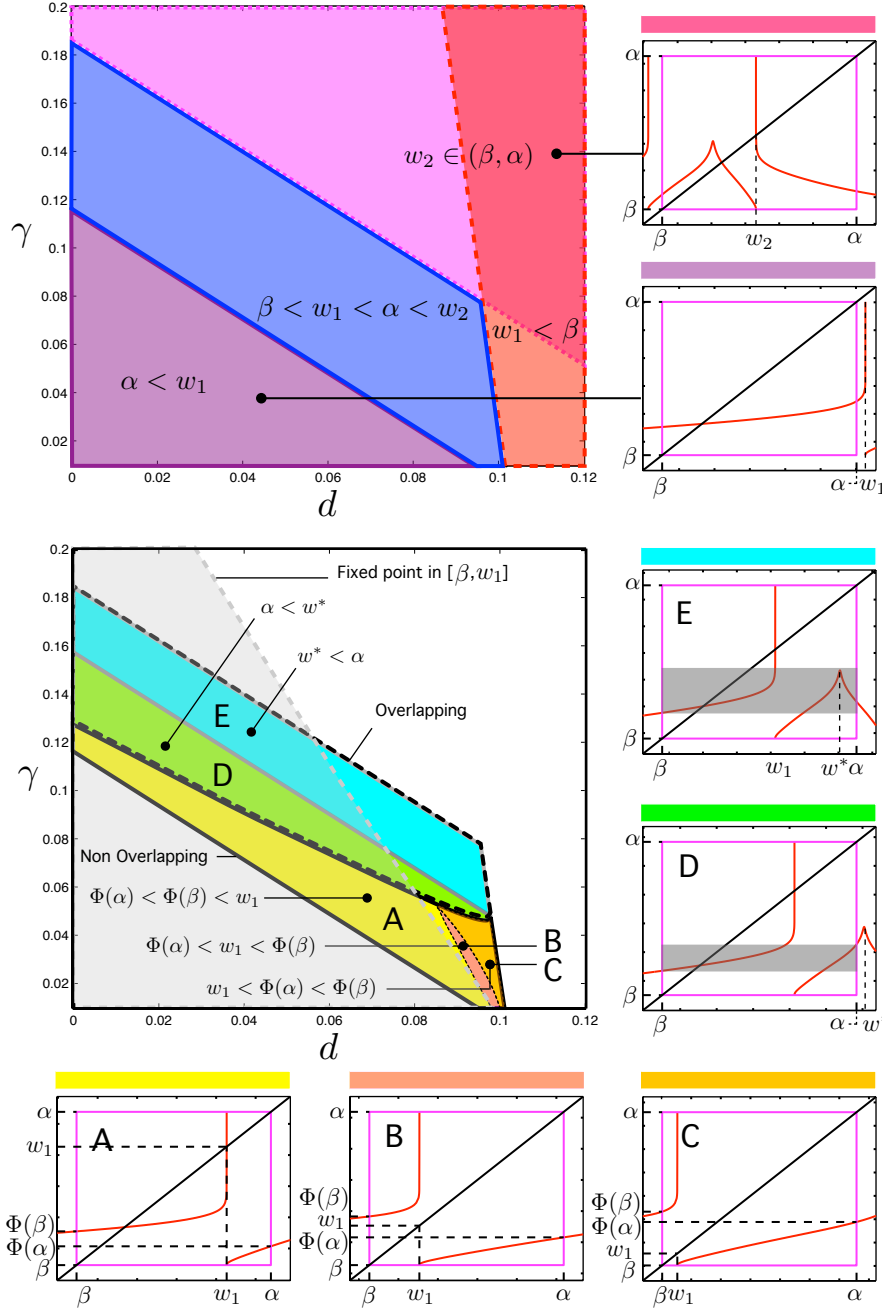 0.2
0.18
0.16
0.14
0.12
0.1
0.08
0.06
0.04
0.02
γ
0
0.02
0.04
0.06
0.08
0.1
0.12
d
w₂ ∈ (β, α)
β < w₁ < α < w₂
w₁ < β
α < w₁
α
β
β
w₂
α
α
β
β
α
w₁
0.2
0.18
0.16
0.14
0.12
0.1
0.08
0.06
0.04
0.02
γ
0
0.02
0.04
0.06
0.08
0.1
0.12
d
Fixed point in [β,w₁]
α < w*
w* < α
Overlapping
E
D
Non Overlapping
Φ(α) < Φ(β) < w₁
A
Φ(α) < w₁ < Φ(β)
B
w₁ < Φ(α) < Φ(β)
C
α
E
β
β
w₁
w*
α
α
D
β
β
α
w
α
w₁
A
Φ(β)
Φ(α)
β
β
w₁
α
α
B
Φ(β)
w₁
Φ(α)
β
β
w₁
α
α
C
Φ(β)
Φ(α)
w₁
β
β
w₁
α